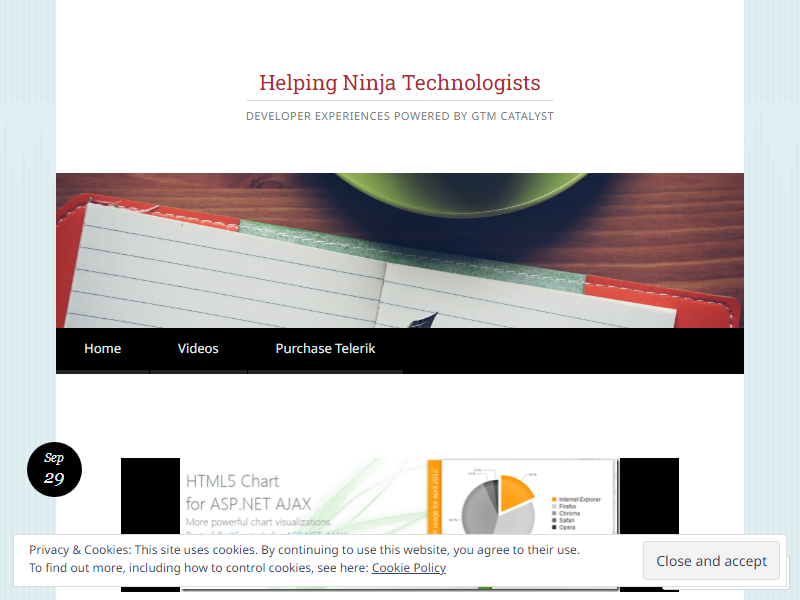 Helping Ninja Technologists
DEVELOPER EXPERIENCES POWERED BY GTM CATALYST
Home
Videos
Purchase Telerik
Sep
29
HTML5 Chart
for ASP.NET AJAX
More powerful chart visualizations.
Internet Explorer
Firefox
Chrome
Safari
Opera
Privacy & Cookies: This site uses cookies. By continuing to use this website, you agree to their use.
To find out more, including how to control cookies, see here: Cookie Policy
Close and accept